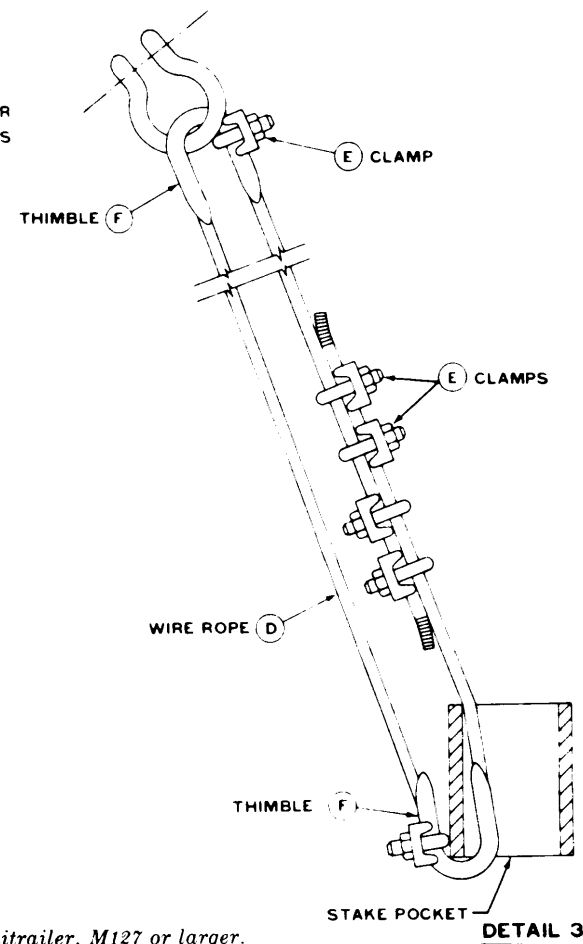 R
S
E CLAMP
THIMBLE F
E CLAMPS
WIRE ROPE D
THIMBLE F
STAKE POCKET
DETAIL 3
itrailer, M127 or larger.